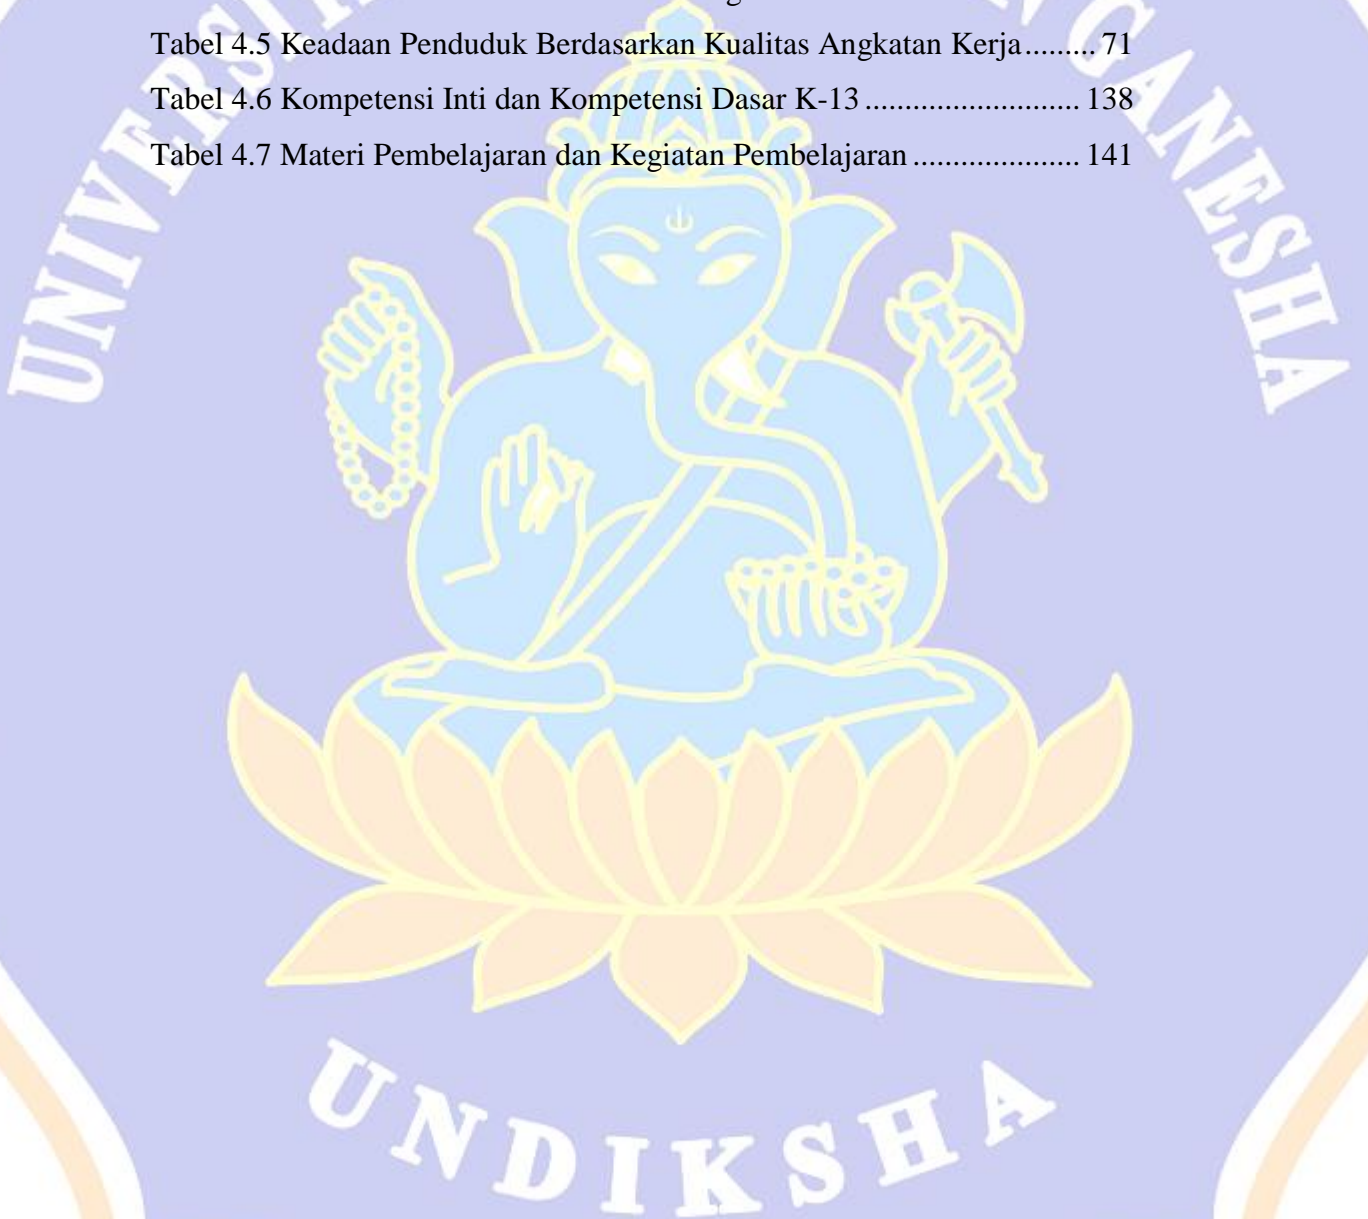 Tabel 4.5 Keadaan Penduduk Berdasarkan Kualitas Angkatan Kerja......... 71
Tabel 4.6 Kompetensi Inti dan Kompetensi Dasar K-13 ........................... 138
Tabel 4.7 Materi Pembelajaran dan Kegiatan Pembelajaran ..................... 141
GANESHA
UNDIKSHA